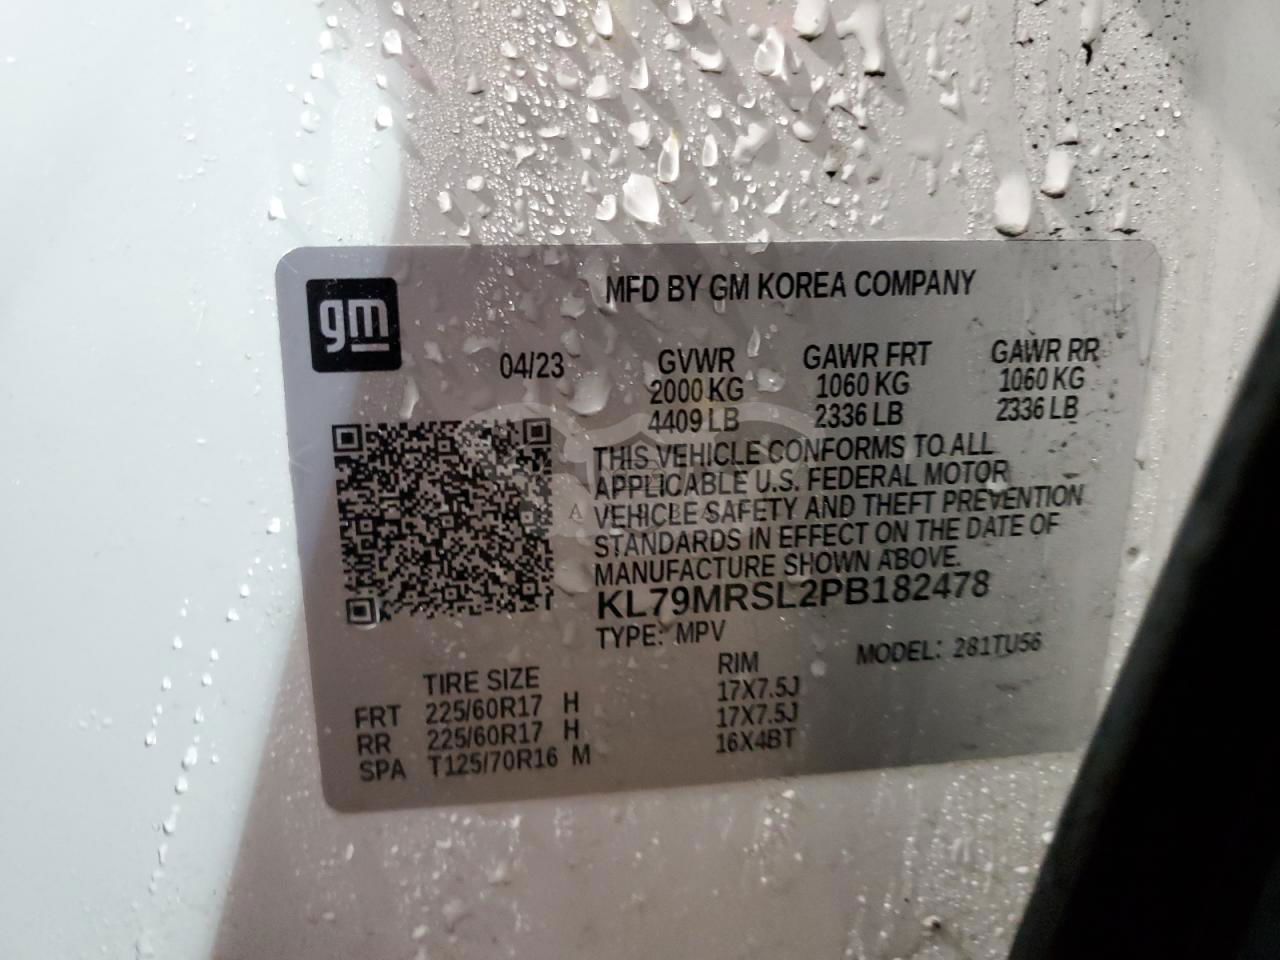 gm
MFD BY GM KOREA COMPANY
04/23
GVWR GAWR FRT GAWR RR
2000 KG 1060 KG 1060 KG
4409 LB 2336 LB 2336 LB
THIS VEHICLE CONFORMS TO ALL
APPLICABLE U.S. FEDERAL MOTOR
VEHICLE SAFETY AND THEFT PREVENTION
STANDARDS IN EFFECT ON THE DATE OF
MANUFACTURE SHOWN ABOVE.
KL79MRSL2PB182478
TYPE: MPV MODEL: 281TU56
TIRE SIZE RIM
FRT 225/60R17 H 17X7.5J
RR 225/60R17 H 17X7.5J
SPA T125/70R16 M 16X4BT